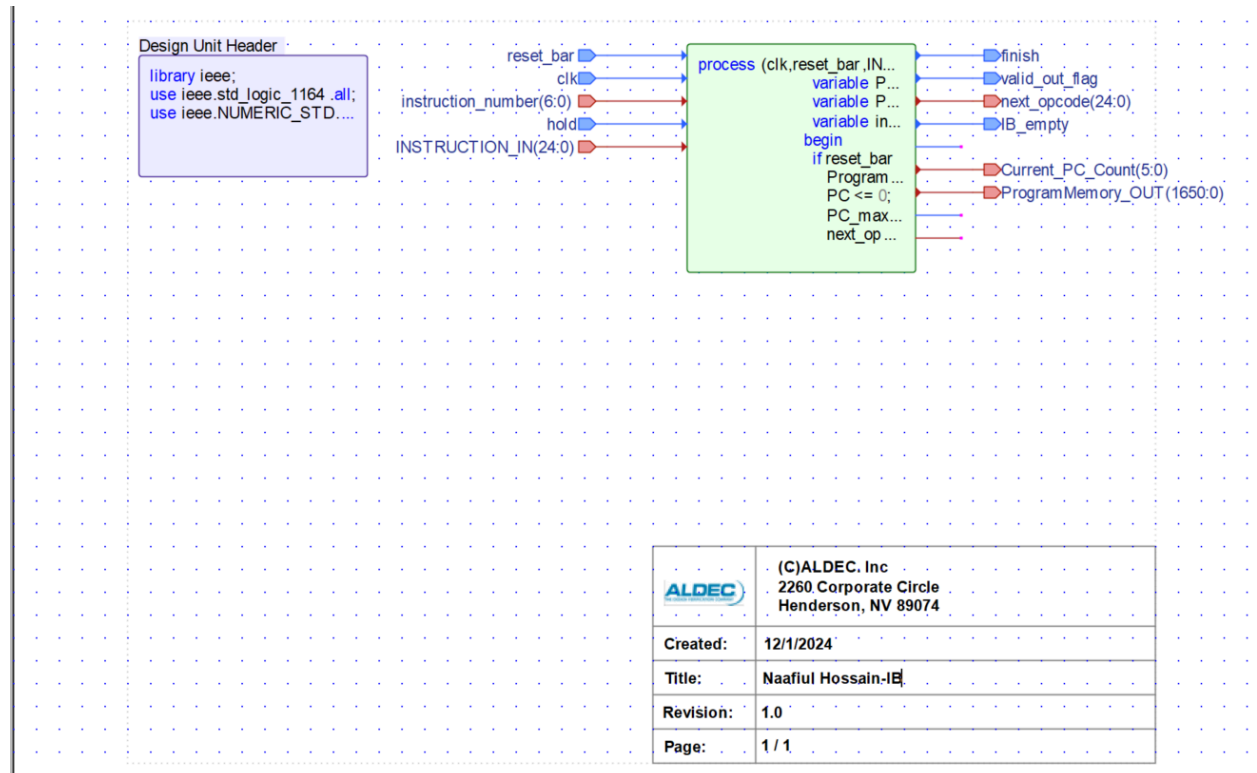 Design Unit Header
library ieee;
use ieee.std_logic_1164 .all;
use ieee.NUMERIC_STD....
reset_bar
clk
instruction_number(6:0)
hold
INSTRUCTION_IN(24:0)
process (clk,reset_bar ,IN...
variable P...
variable P...
variable in...
begin
if reset_bar
Program ...
PC <= 0;
PC_max...
next_op ...
finish
valid_out_flag
next_opcode(24:0)
IB_empty
Current_PC_Count(5:0)
ProgramMemory_OUT(1650:0)
ALDEC
(C)ALDEC. Inc
2260 Corporate Circle
Henderson, NV 89074
Created: 12/1/2024
Title: Naafiul Hossain-IB
Revision: 1.0
Page: 1 / 1